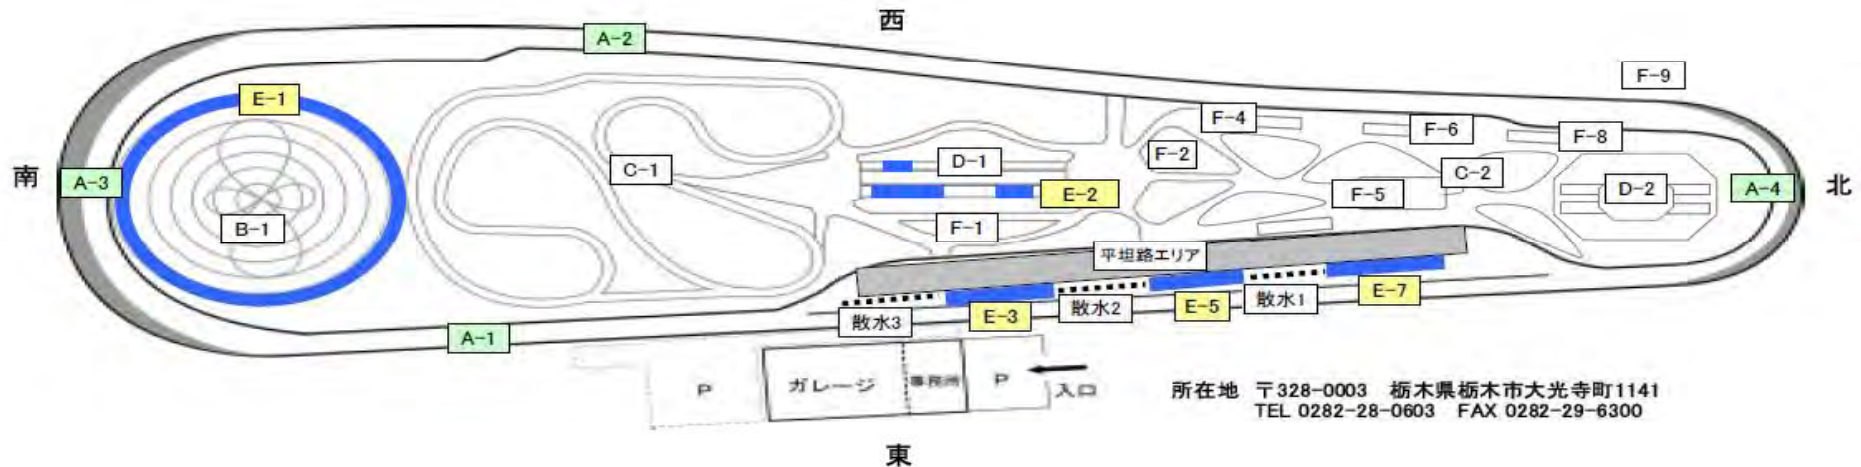 西
A-2
F-9
E-1
F-4
F-6
F-8
D-1
F-2
C-1
C-2
南
A-3
E-2
F-5
D-2
A-4
北
B-1
F-1
平坦路エリア
散水3
E-3
散水2
E-5
散水1
E-7
A-1
P
ガレージ
事務所
P
入口
所在地 〒328-0003 栃木県栃木市大光寺町1141
TEL 0282-28-0603 FAX 0282-29-6300
東